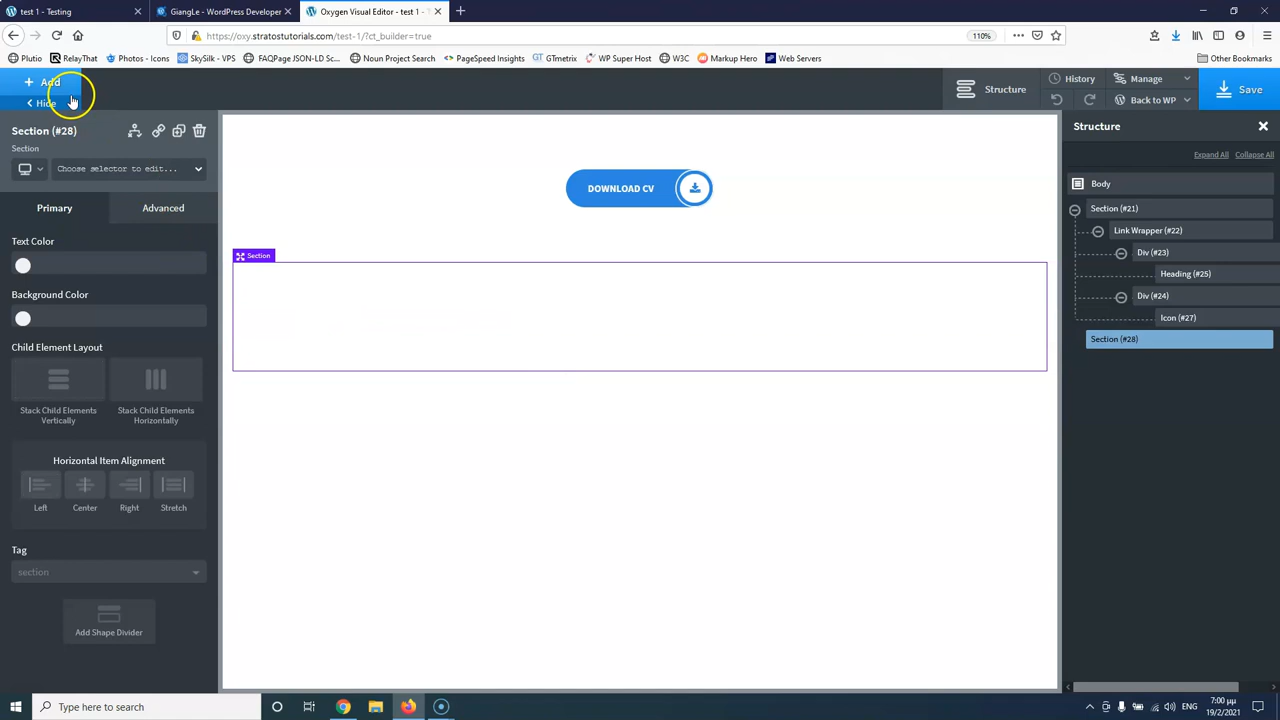 test 1 - Testing
GiangLe - WordPress Developer
Oxygen Visual Editor - test 1 -
https://oxy.stratostutorials.com/test-1/?ct_builder=true
110%
Plutio
RelayThat
Photos - Icons
SkySilk - VPS
FAQPage JSON-LD Sc...
Noun Project Search
PageSpeed Insights
GTmetrix
WP Super Host
W3C
Markup Hero
Web Servers
Other Bookmarks
+ Add
Hide
Structure
History
Manage
Back to WP
Save
Section (#28)
Section
Choose selector to edit...
Primary
Advanced
Text Color
Background Color
Child Element Layout
Stack Child Elements
Vertically
Stack Child Elements
Horizontally
Horizontal Item Alignment
Left
Center
Right
Stretch
Tag
section
Add Shape Divider
DOWNLOAD CV
Section
Structure
Expand All
Collapse All
Body
Section (#21)
Link Wrapper (#22)
Div (#23)
Heading (#25)
Div (#24)
Icon (#27)
Section (#28)
Type here to search
7:00 μμ
19/2/2021